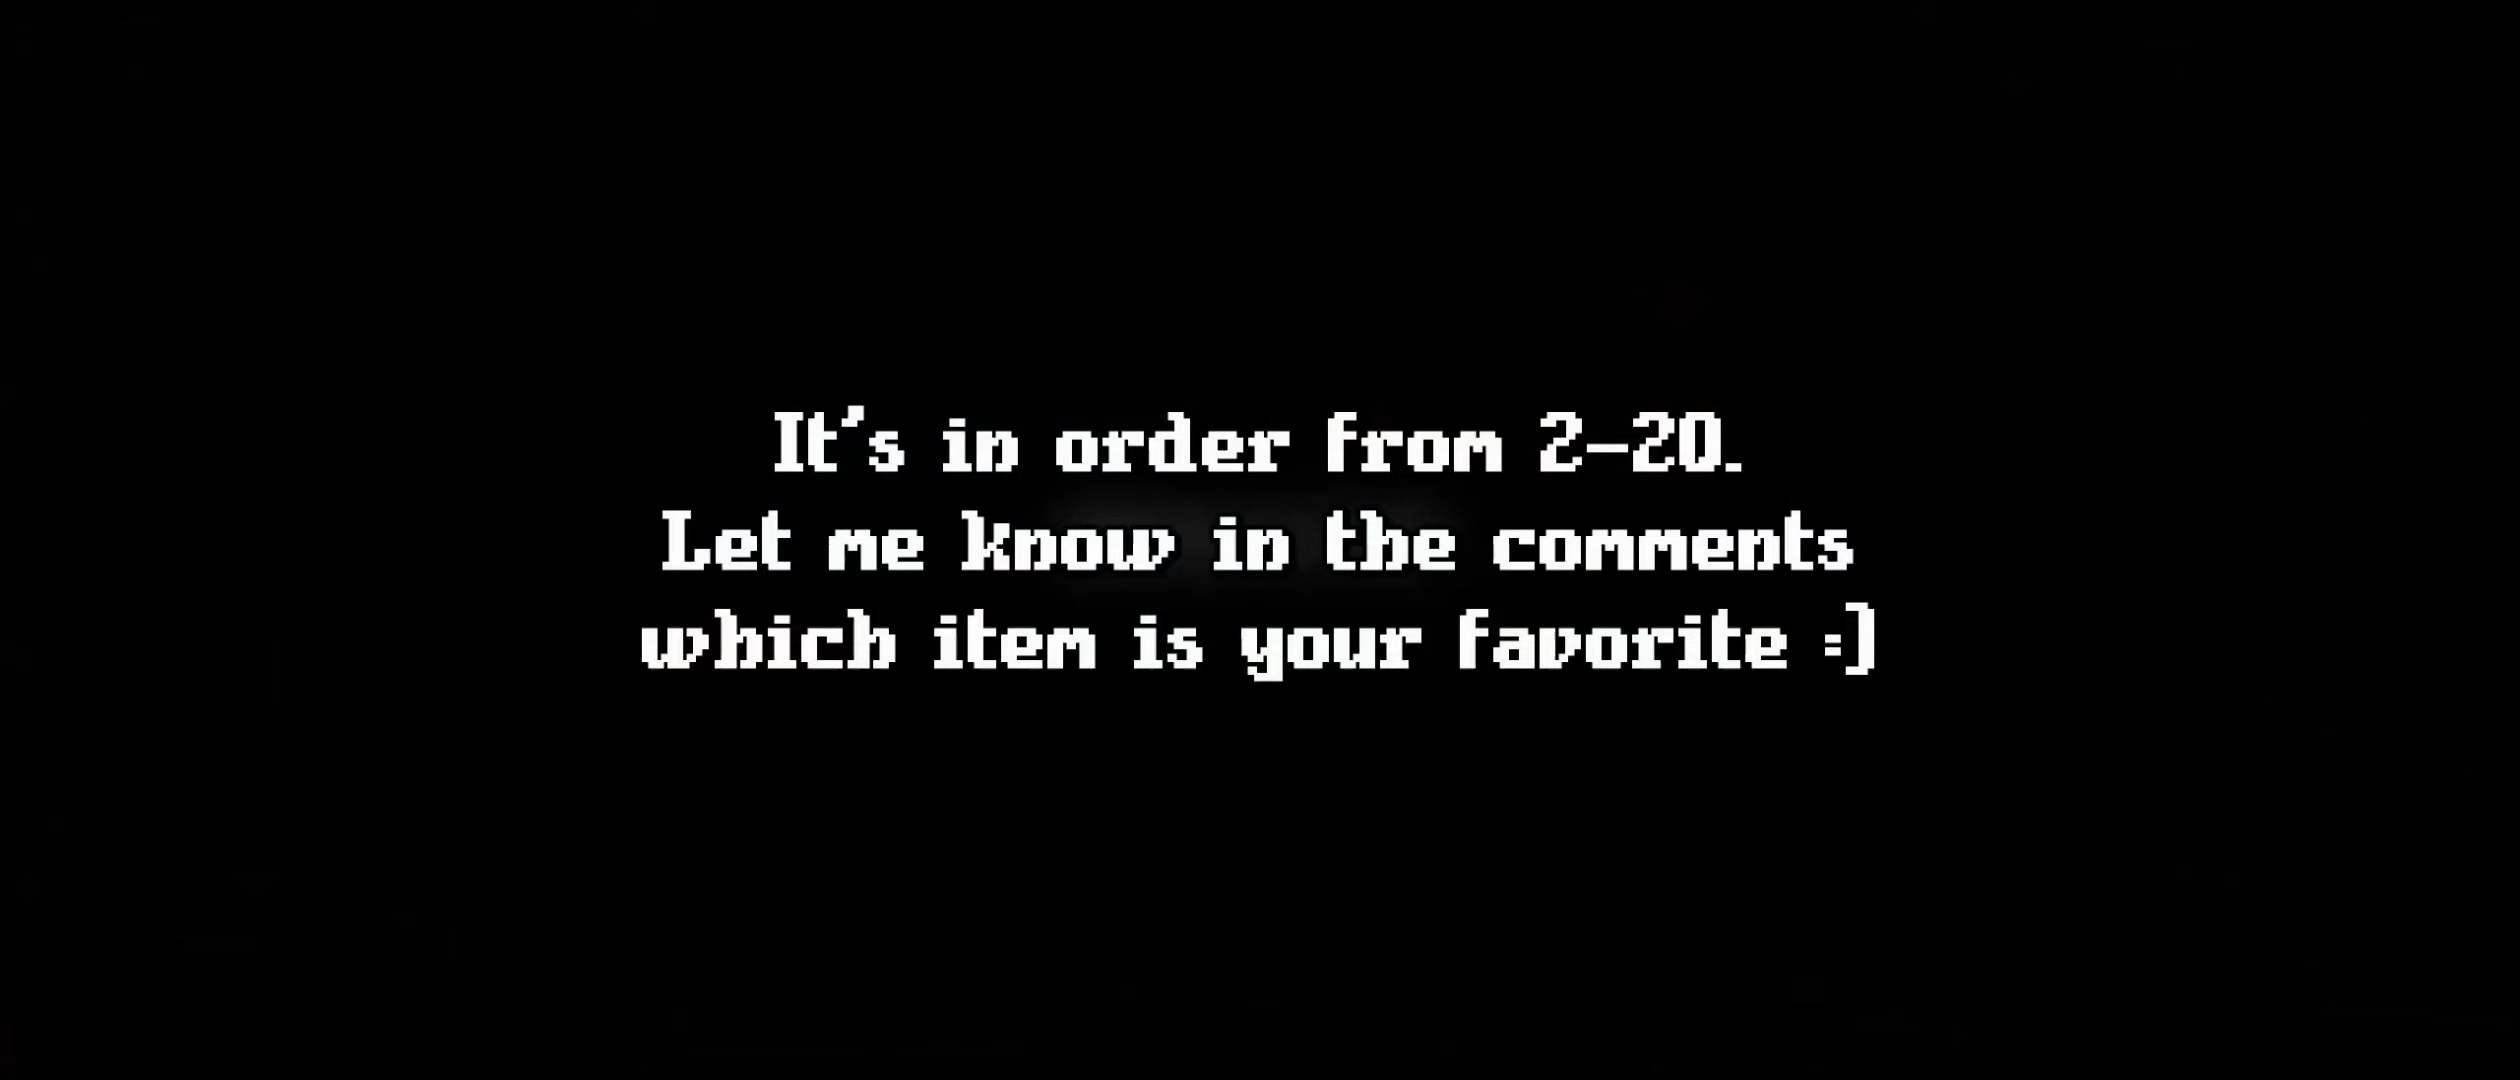 It's in order from 2-20.
Let me know in the comments
which item is your favorite :]